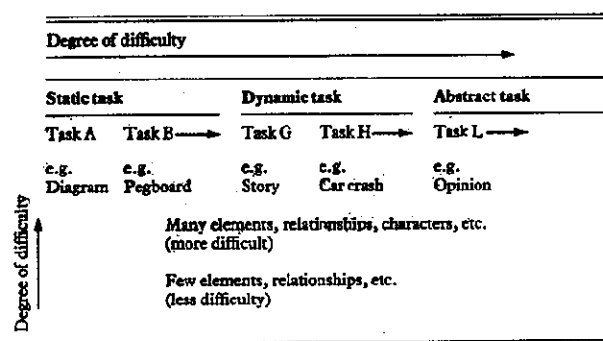 Degree of difficulty
Static task Dynamic task Abstract task
Task A Task B Task G Task H Task L
e.g. e.g. e.g. e.g. e.g.
Diagram Pegboard Story Car crash Opinion
Degree of difficulty
Many elements, relationships, characters, etc.
(more difficult)
Few elements, relationships, etc.
(less difficulty)